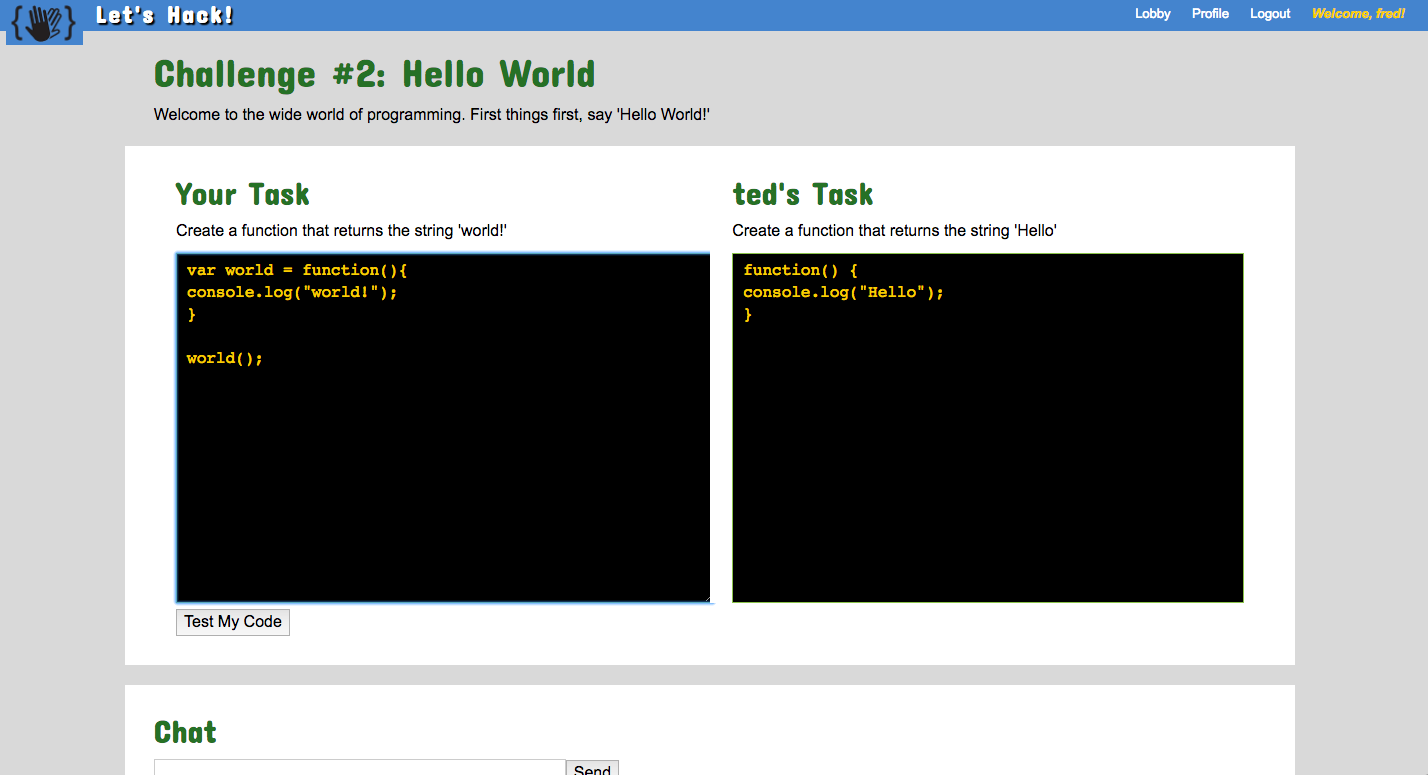 Let's Hack!
Lobby Profile Logout Welcome, fred!
Challenge #2: Hello World
Welcome to the wide world of programming. First things first, say 'Hello World!'
Your Task
Create a function that returns the string 'world!'
var world = function(){
console.log("world!");
}
world();
Test My Code
ted's Task
Create a function that returns the string 'Hello'
function() {
console.log("Hello");
}
Chat
Send